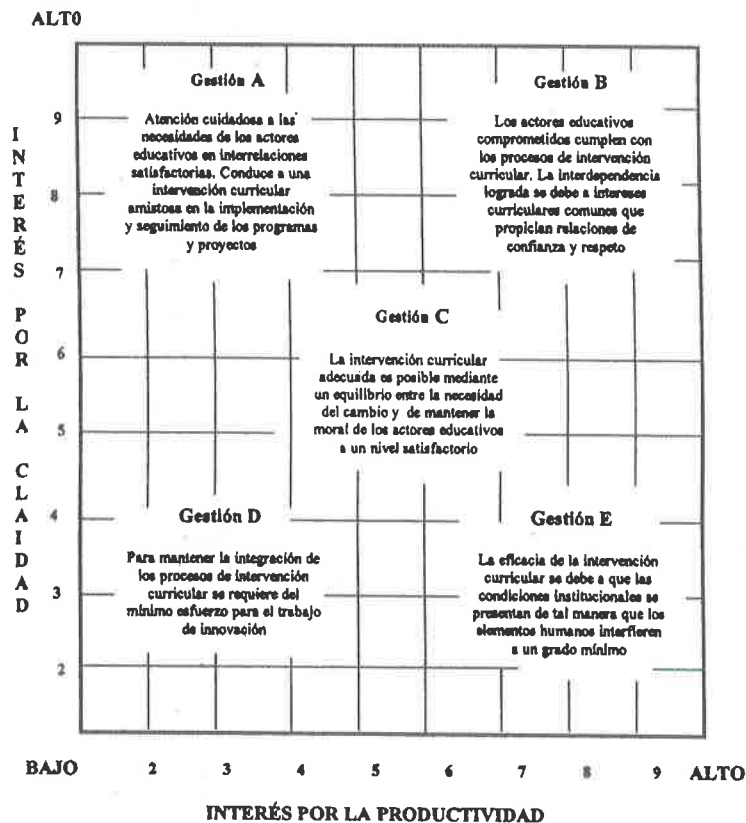 ALT0
Gestión A
Atención cuidadosa a las
necesidades de los actores
educativos en interrelaciones
satisfactorias. Conduce a una
intervención curricular
amistosa en la implementación
y seguimiento de los programas
y proyectos
Gestión B
Los actores educativos
comprometidos cumplen con
los procesos de intervención
curricular. La interdependencia
lograda se debe a intereses
curriculares comunes que
propician relaciones de
confianza y respeto
Gestión C
La intervención curricular
adecuada es posible mediante
un equilibrio entre la necesidad
del cambio y de mantener la
moral de los actores educativos
a un nivel satisfactorio
Gestión D
Para mantener la integración de
los procesos de intervención
curricular se requiere del
mínimo esfuerzo para el trabajo
de innovación
Gestión E
La eficacia de la intervención
curricular se debe a que las
condiciones institucionales se
presentan de tal manera que los
elementos humanos interfieren
a un grado mínimo
INTERÉS POR LA CLAIDAD
9
8
7
6
5
4
3
2
BAJO 2 3 4 5 6 7 8 9 ALTO
INTERÉS POR LA PRODUCTIVIDAD